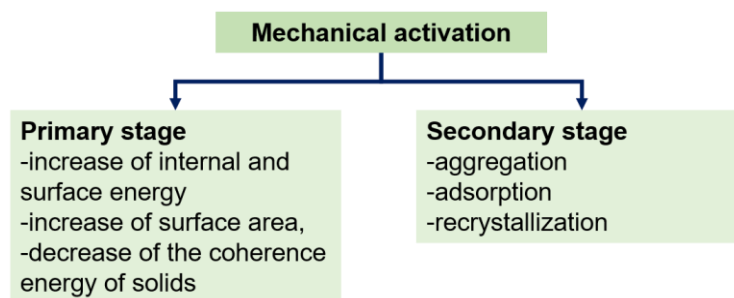 Mechanical activation
Primary stage
-increase of internal and
surface energy
-increase of surface area,
-decrease of the coherence
energy of solids
Secondary stage
-aggregation
-adsorption
-recrystallization